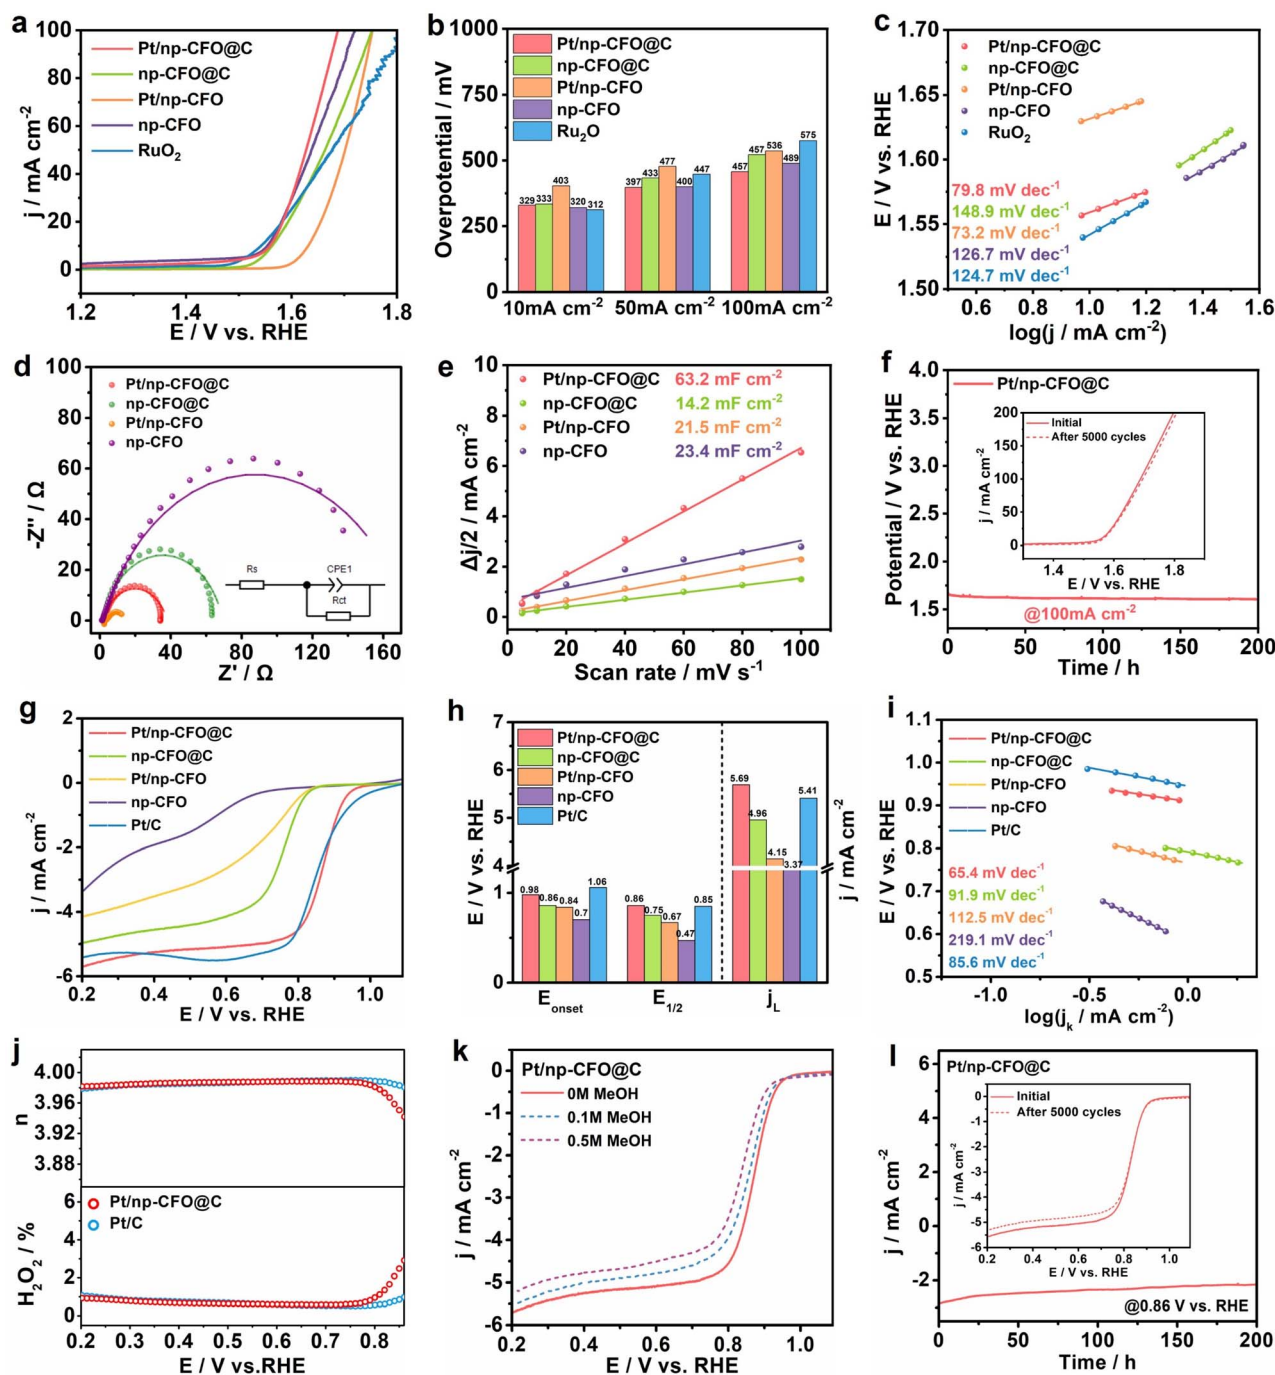 a
j / mA cm⁻²
100
80
60
40
20
0
Pt/np-CFO@C
np-CFO@C
Pt/np-CFO
np-CFO
RuO₂
1.2
1.4
1.6
1.8
E / V vs. RHE
b
Overpotential / mV
1000
750
500
250
0
Pt/np-CFO@C
np-CFO@C
Pt/np-CFO
np-CFO
Ru₂O
329
333
403
320
312
397
433
477
400
447
457
457
536
489
575
10mA cm⁻²
50mA cm⁻²
100mA cm⁻²
c
E / V vs. RHE
1.70
1.65
1.60
1.55
1.50
Pt/np-CFO@C
np-CFO@C
Pt/np-CFO
np-CFO
RuO₂
79.8 mV dec⁻¹
148.9 mV dec⁻¹
73.2 mV dec⁻¹
126.7 mV dec⁻¹
124.7 mV dec⁻¹
0.6
0.8
1.0
1.2
1.4
1.6
log(j / mA cm⁻²)
d
-Z'' / Ω
100
80
60
40
20
0
Pt/np-CFO@C
np-CFO@C
Pt/np-CFO
np-CFO
Rs
CPE1
Rct
0
40
80
120
160
Z' / Ω
e
Δj/2 / mA cm⁻²
10
8
6
4
2
0
Pt/np-CFO@C 63.2 mF cm⁻²
np-CFO@C 14.2 mF cm⁻²
Pt/np-CFO 21.5 mF cm⁻²
np-CFO 23.4 mF cm⁻²
0
20
40
60
80
100
Scan rate / mV s⁻¹
f
Potential / V vs. RHE
4.0
3.5
3.0
2.5
2.0
1.5
Pt/np-CFO@C
j / mA cm⁻²
200
150
100
50
0
Initial
After 5000 cycles
1.4
1.6
1.8
E / V vs. RHE
@100mA cm⁻²
0
50
100
150
200
Time / h
g
j / mA cm⁻²
2
0
-2
-4
-6
Pt/np-CFO@C
np-CFO@C
Pt/np-CFO
np-CFO
Pt/C
0.2
0.4
0.6
0.8
1.0
E / V vs. RHE
h
E / V vs. RHE
7
6
5
4
1
0
Pt/np-CFO@C
np-CFO@C
Pt/np-CFO
np-CFO
Pt/C
0.98
0.86
0.84
0.7
1.06
0.86
0.75
0.67
0.47
0.85
5.69
4.96
4.15
3.37
5.41
E onset
E 1/2
j L
j / mA cm⁻²
i
E / V vs. RHE
1.1
1.0
0.9
0.8
0.7
0.6
0.5
Pt/np-CFO@C
np-CFO@C
Pt/np-CFO
np-CFO
Pt/C
65.4 mV dec⁻¹
91.9 mV dec⁻¹
112.5 mV dec⁻¹
219.1 mV dec⁻¹
85.6 mV dec⁻¹
-1.0
-0.5
0.0
log(jₖ / mA cm⁻²)
j
n
4.00
3.96
3.92
3.88
H₂O₂ / %
6
4
2
0
Pt/np-CFO@C
Pt/C
0.2
0.3
0.4
0.5
0.6
0.7
0.8
E / V vs.RHE
k
j / mA cm⁻²
0
-1
-2
-3
-4
-5
-6
Pt/np-CFO@C
0M MeOH
0.1M MeOH
0.5M MeOH
0.2
0.4
0.6
0.8
1.0
E / V vs. RHE
l
j / mA cm⁻²
6
4
2
0
-2
Pt/np-CFO@C
j / mA cm⁻²
0
-1
-2
-3
-4
-5
-6
Initial
After 5000 cycles
0.2
0.4
0.6
0.8
1.0
E / V vs. RHE
@0.86 V vs. RHE
0
50
100
150
200
Time / h